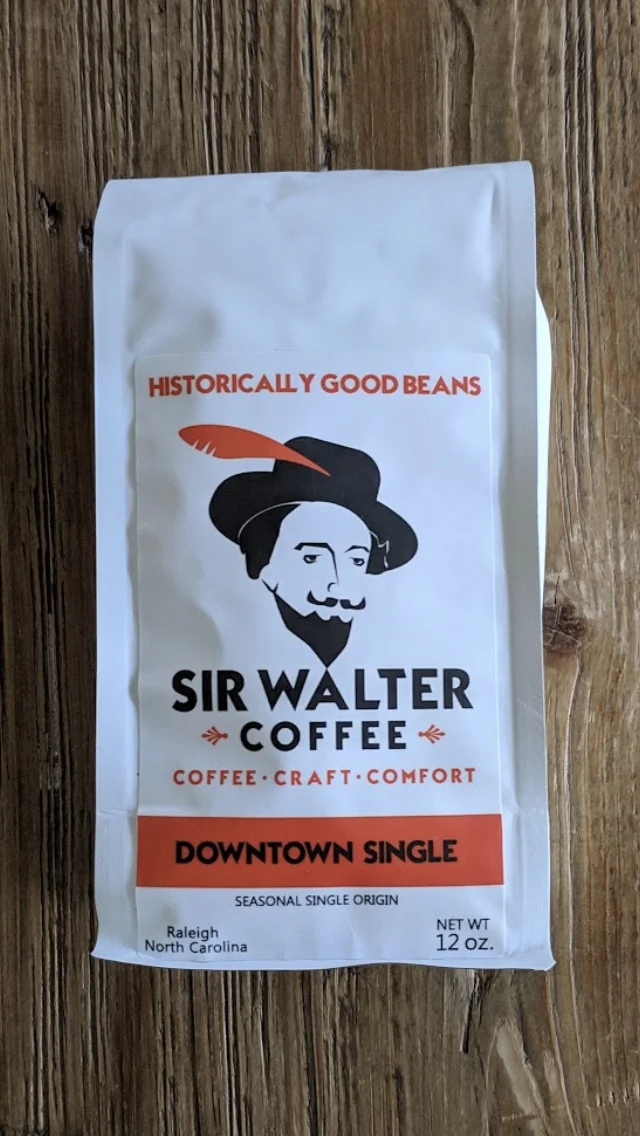 HISTORICALLY GOOD BEANS
SIR WALTER
COFFEE
COFFEE · CRAFT · COMFORT
DOWNTOWN SINGLE
SEASONAL SINGLE ORIGIN
Raleigh
North Carolina
NET WT
12 oz.